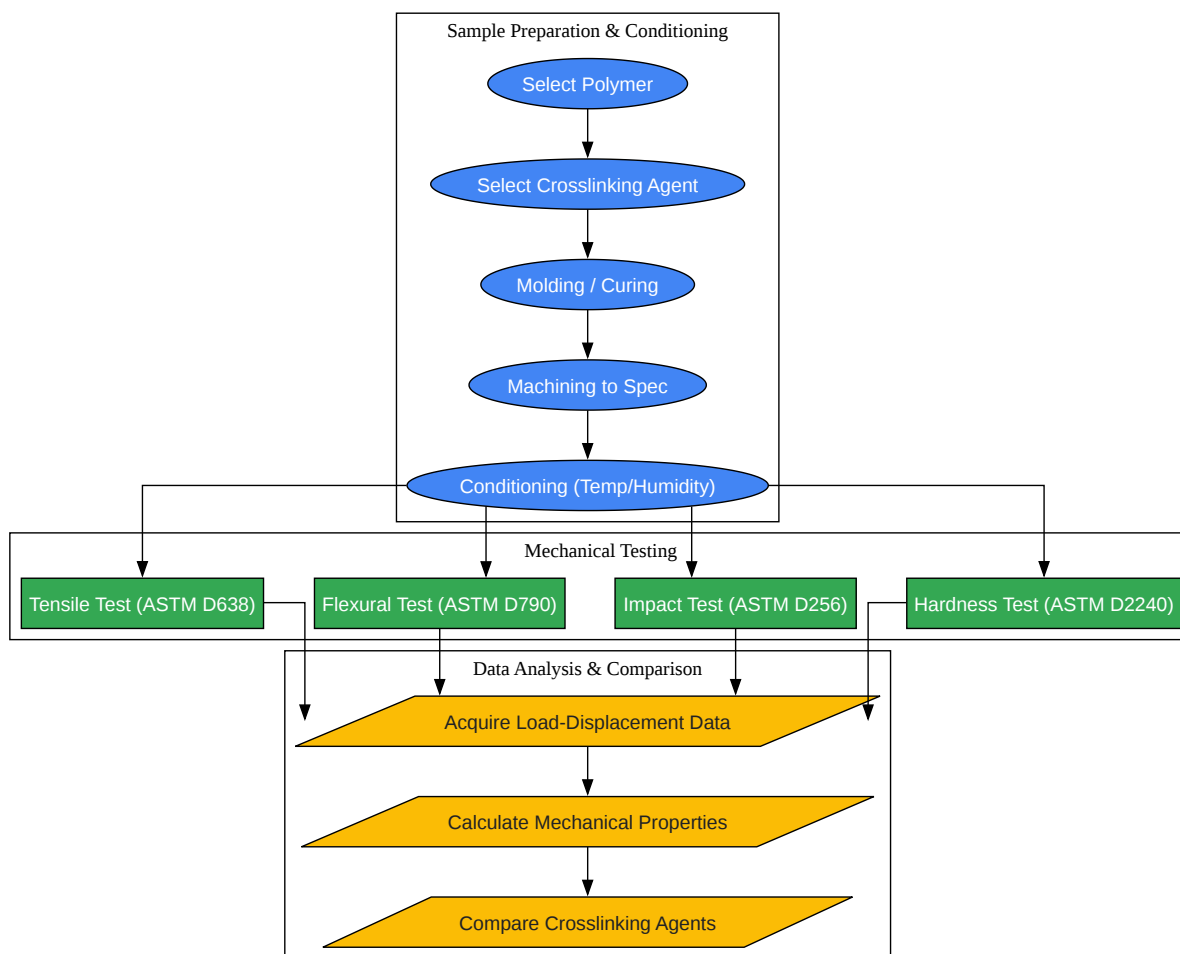 Sample Preparation & Conditioning
Select Polymer
Select Crosslinking Agent
Molding / Curing
Machining to Spec
Conditioning (Temp/Humidity)
Mechanical Testing
Tensile Test (ASTM D638)
Flexural Test (ASTM D790)
Impact Test (ASTM D256)
Hardness Test (ASTM D2240)
Data Analysis & Comparison
Acquire Load-Displacement Data
Calculate Mechanical Properties
Compare Crosslinking Agents